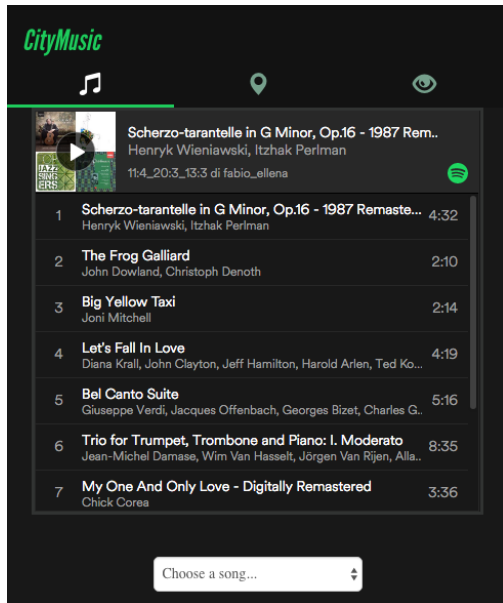 CityMusic
Scherzo-tarantelle in G Minor, Op.16 - 1987 Rem..
Henryk Wieniawski, Itzhak Perlman
11:4_20:3_13:3 di fabio_ellena
JAZZ
SING
ERS
1 Scherzo-tarantelle in G Minor, Op.16 - 1987 Remaste... 4:32
Henryk Wieniawski, Itzhak Perlman
2 The Frog Galliard 2:10
John Dowland, Christoph Denoth
3 Big Yellow Taxi 2:14
Joni Mitchell
4 Let's Fall In Love 4:19
Diana Krall, John Clayton, Jeff Hamilton, Harold Arlen, Ted Ko...
5 Bel Canto Suite 5:16
Giuseppe Verdi, Jacques Offenbach, Georges Bizet, Charles G..
6 Trio for Trumpet, Trombone and Piano: I. Moderato 8:35
Jean-Michel Damase, Wim Van Hasselt, Jörgen Van Rijen, Alla..
7 My One And Only Love - Digitally Remastered 3:36
Chick Corea
Choose a song...